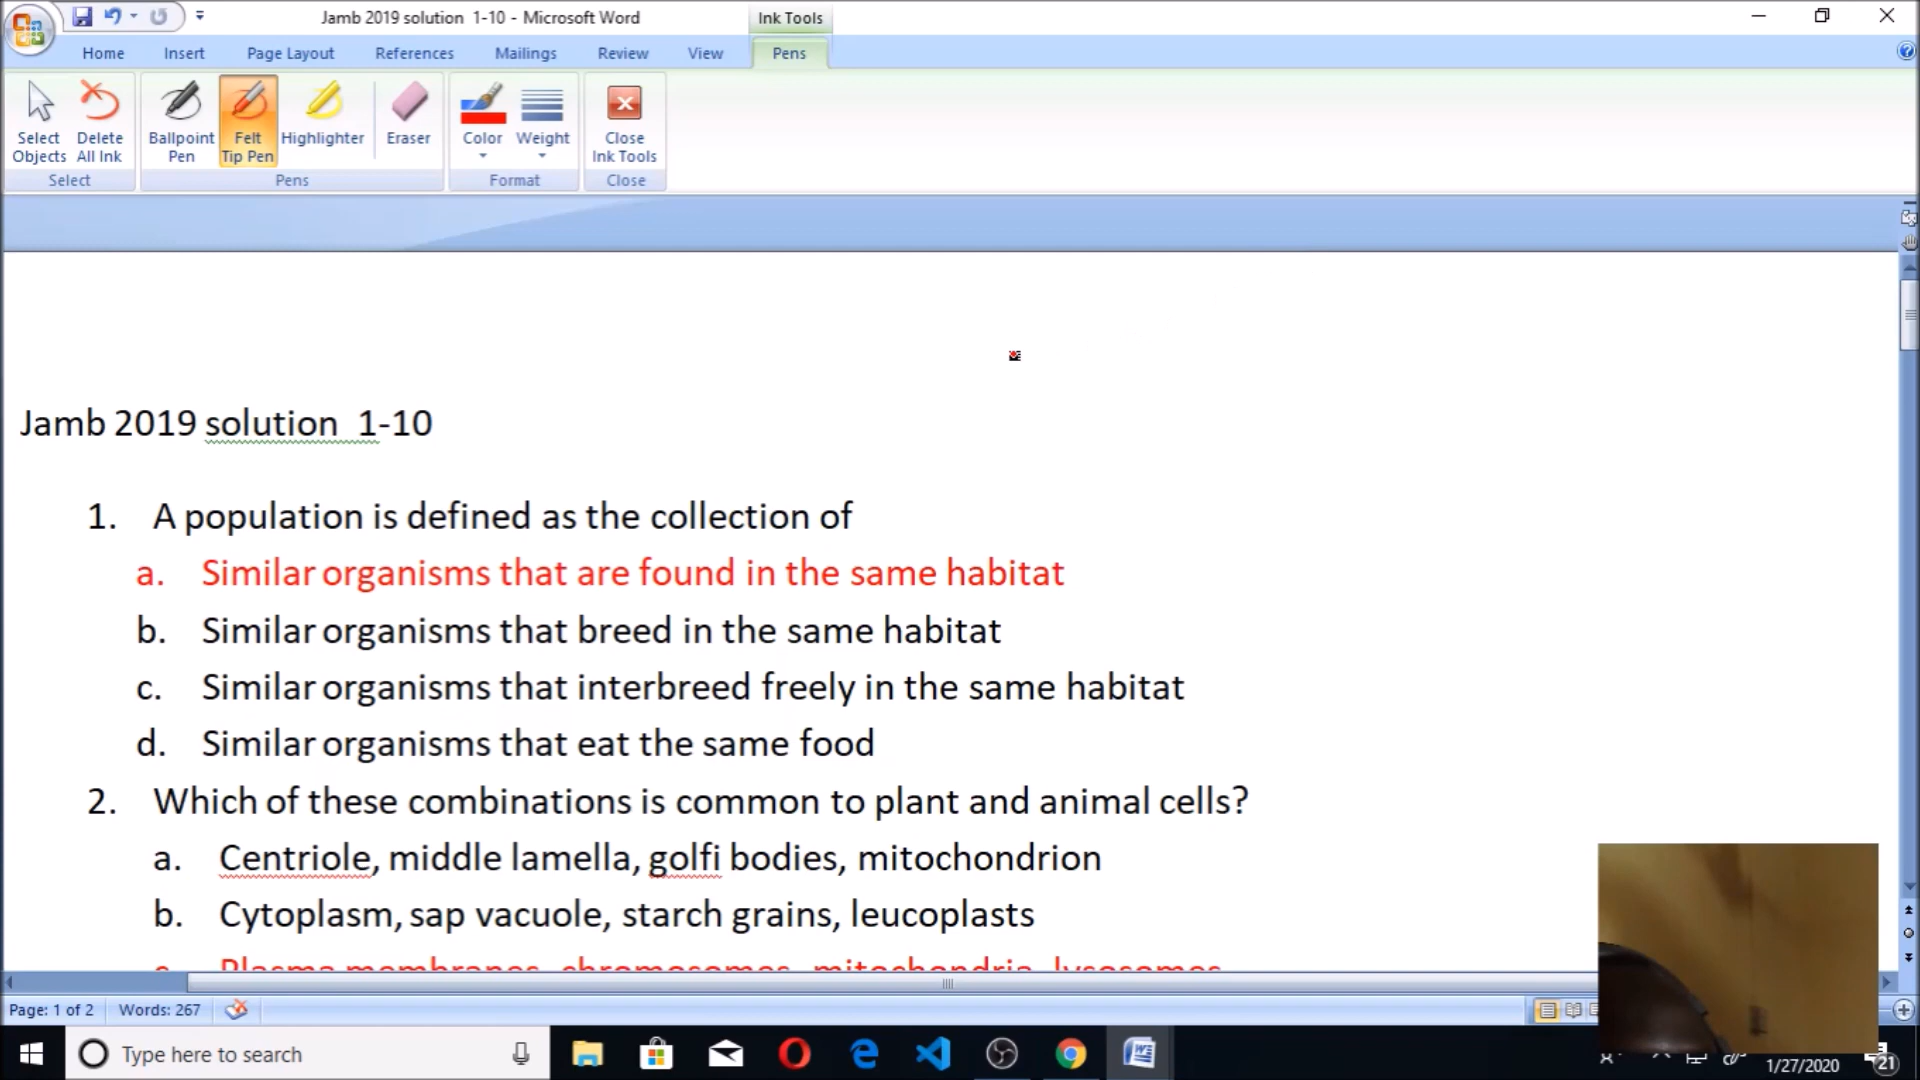 Jamb 2019 solution  1-10 - Microsoft Word
Ink Tools
Home Insert Page Layout References Mailings Review View Pens
Select Objects
Delete All Ink
Ballpoint Pen
Felt Tip Pen
Highlighter
Eraser
Color
Weight
Close Ink Tools
Select Pens Format Close
Jamb 2019 solution  1-10
1. A population is defined as the collection of
a. Similar organisms that are found in the same habitat
b. Similar organisms that breed in the same habitat
c. Similar organisms that interbreed freely in the same habitat
d. Similar organisms that eat the same food
2. Which of these combinations is common to plant and animal cells?
a. Centriole, middle lamella, golfi bodies, mitochondrion
b. Cytoplasm, sap vacuole, starch grains, leucoplasts
c. Plasma membranes, chromosomes, mitochondria, lysosomes
Page: 1 of 2 Words: 267
Type here to search
1/27/2020
21